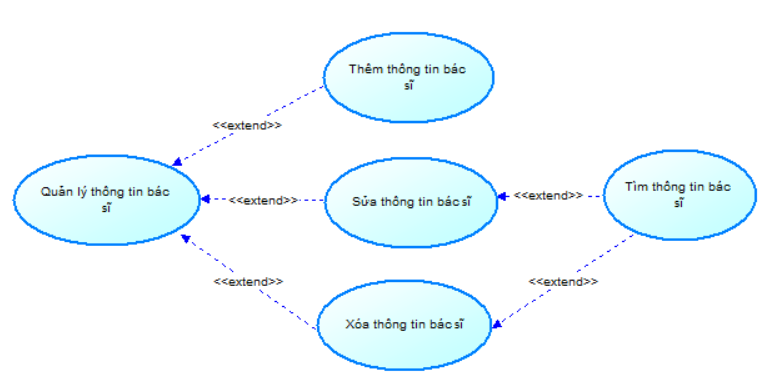 Thêm thông tin bác
sĩ
<<extend>>
Quản lý thông tin bác
sĩ
<<extend>>
Sửa thông tin bác sĩ
<<extend>>
Tìm thông tin bác
sĩ
<<extend>>
<<extend>>
Xóa thông tin bác sĩ